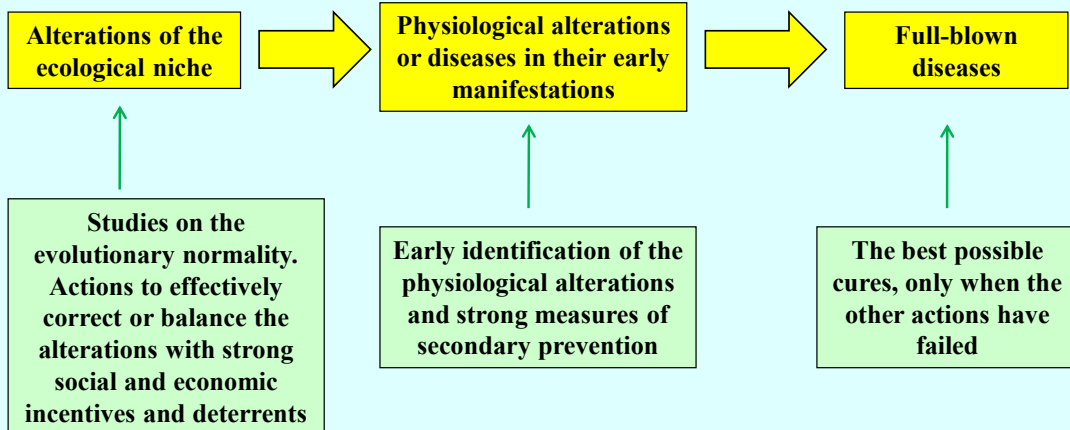 Alterations of the
ecological niche
Physiological alterations
or diseases in their early
manifestations
Full-blown
diseases
Studies on the
evolutionary normality.
Actions to effectively
correct or balance the
alterations with strong
social and economic
incentives and deterrents
Early identification of the
physiological alterations
and strong measures of
secondary prevention
The best possible
cures, only when the
other actions have
failed